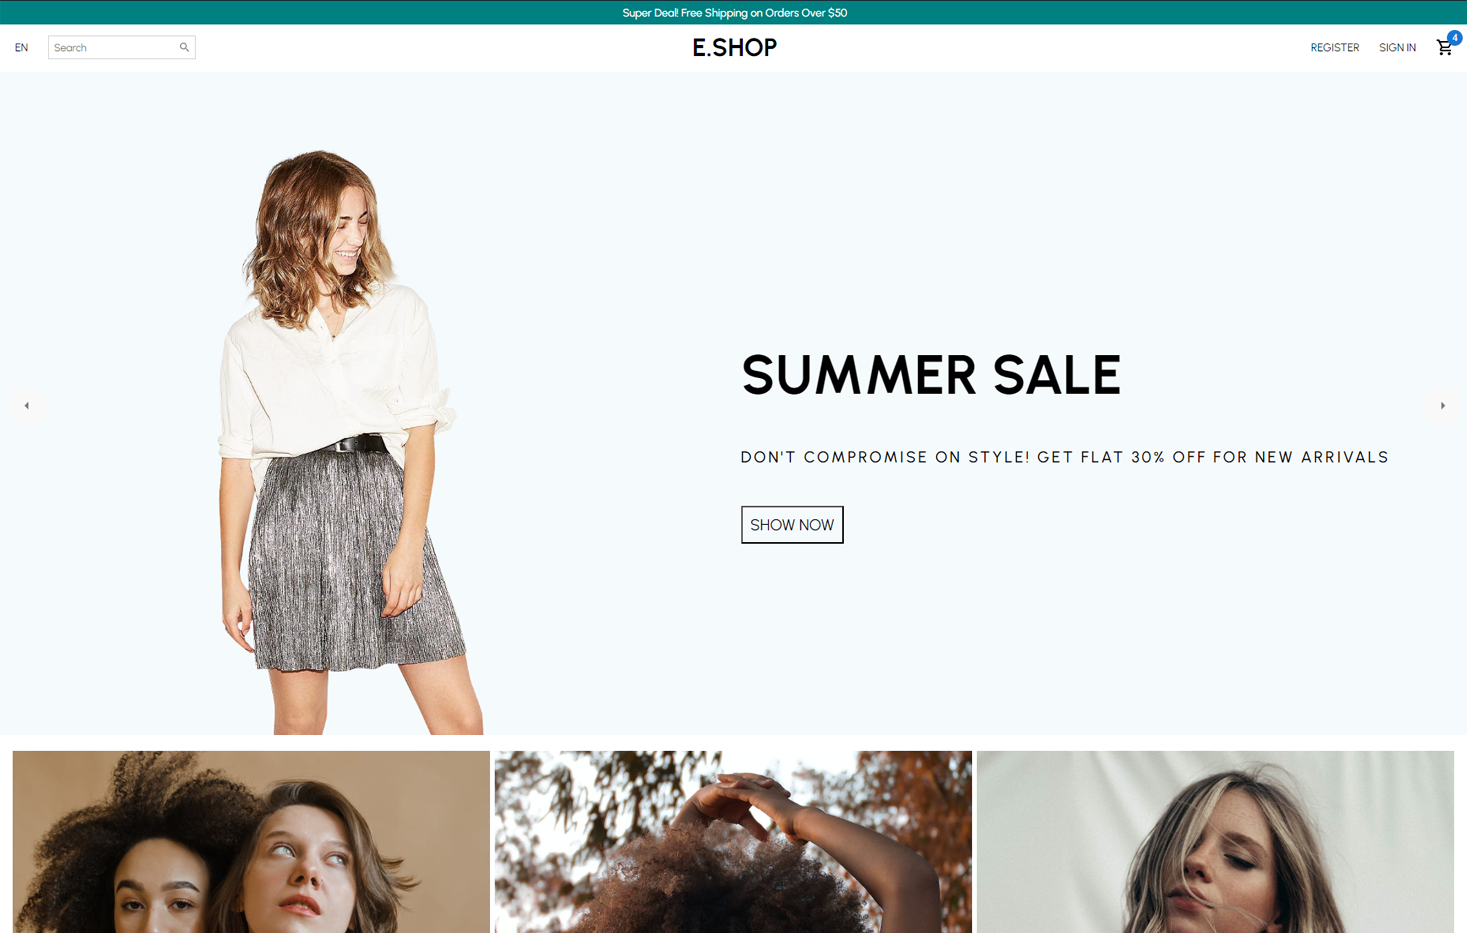 Super Deal! Free Shipping on Orders Over $50
EN
Search
E.SHOP
REGISTER
SIGN IN
4
SUMMER SALE
DON'T COMPROMISE ON STYLE! GET FLAT 30% OFF FOR NEW ARRIVALS
SHOW NOW